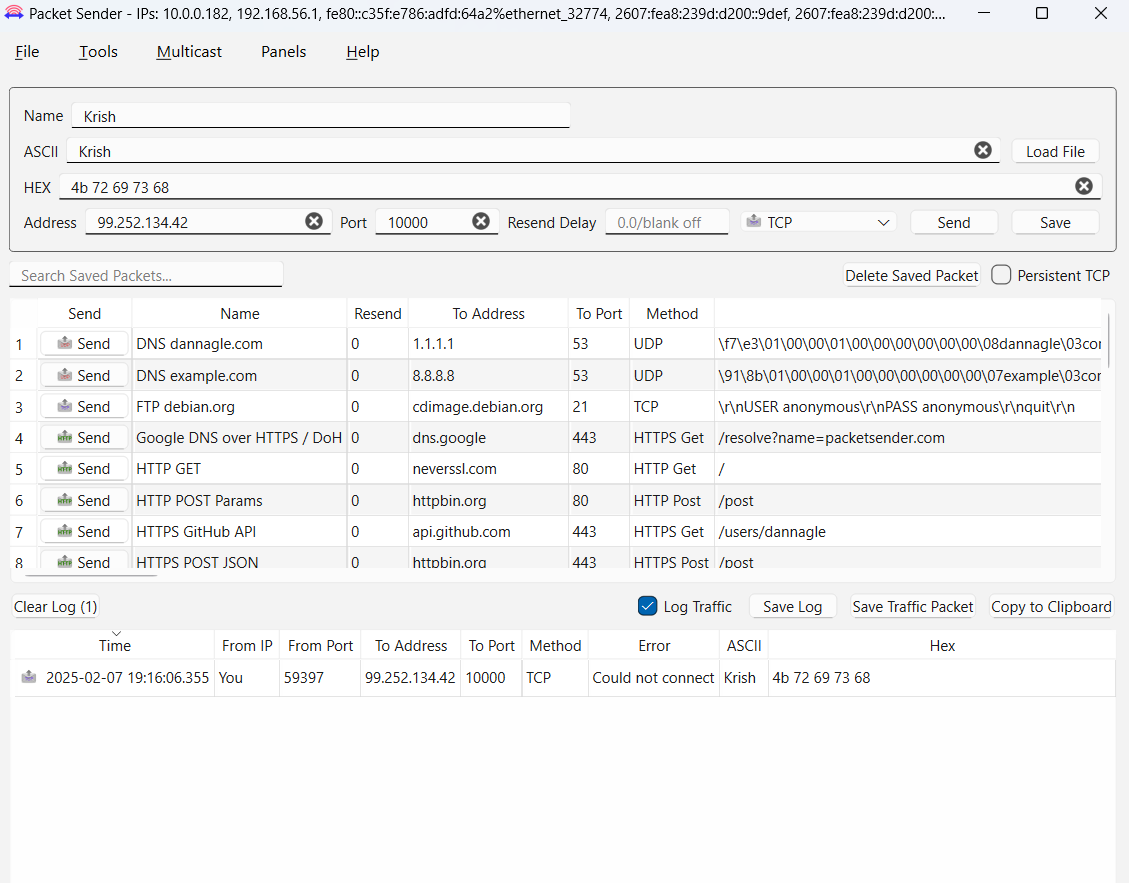 Packet Sender - IPs: 10.0.0.182, 192.168.56.1, fe80::c35f:e786:adfd:64a2%ethernet_32774, 2607:fea8:239d:d200::9def, 2607:fea8:239d:d200:...
File Tools Multicast Panels Help
Name Krish
ASCII Krish Load File
HEX 4b 72 69 73 68
Address 99.252.134.42 Port 10000 Resend Delay 0.0/blank off TCP Send Save
Search Saved Packets... Delete Saved Packet Persistent TCP
Send Name Resend To Address To Port Method
1 Send DNS dannagle.com 0 1.1.1.1 53 UDP \f7\e3\01\00\00\01\00\00\00\00\00\00\08dannagle\03cor
2 Send DNS example.com 0 8.8.8.8 53 UDP \91\8b\01\00\00\01\00\00\00\00\00\00\07example\03cor
3 Send FTP debian.org 0 cdimage.debian.org 21 TCP \r\nUSER anonymous\r\nPASS anonymous\r\nquit\r\n
4 Send Google DNS over HTTPS / DoH 0 dns.google 443 HTTPS Get /resolve?name=packetsender.com
5 Send HTTP GET 0 neverssl.com 80 HTTP Get /
6 Send HTTP POST Params 0 httpbin.org 80 HTTP Post /post
7 Send HTTPS GitHub API 0 api.github.com 443 HTTPS Get /users/dannagle
8 Send HTTPS POST JSON 0 httpbin.org 443 HTTPS Post /post
Clear Log (1) Log Traffic Save Log Save Traffic Packet Copy to Clipboard
Time From IP From Port To Address To Port Method Error ASCII Hex
2025-02-07 19:16:06.355 You 59397 99.252.134.42 10000 TCP Could not connect Krish 4b 72 69 73 68